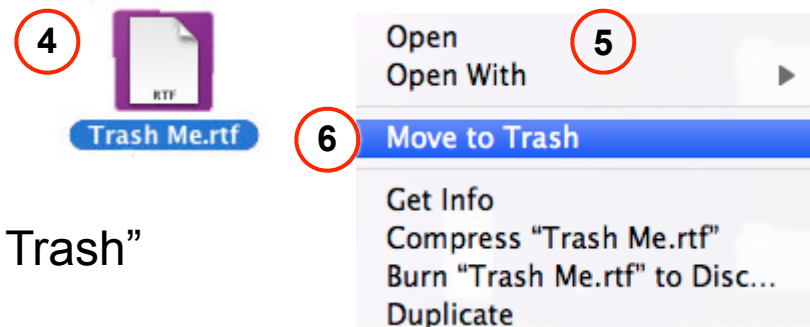 4
RTF
Trash Me.rtf
5
Open
Open With
6
Move to Trash
Get Info
Compress “Trash Me.rtf”
Burn “Trash Me.rtf” to Disc...
Duplicate
Trash”